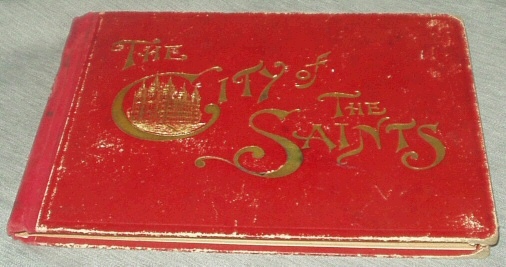 The City of
The Saints